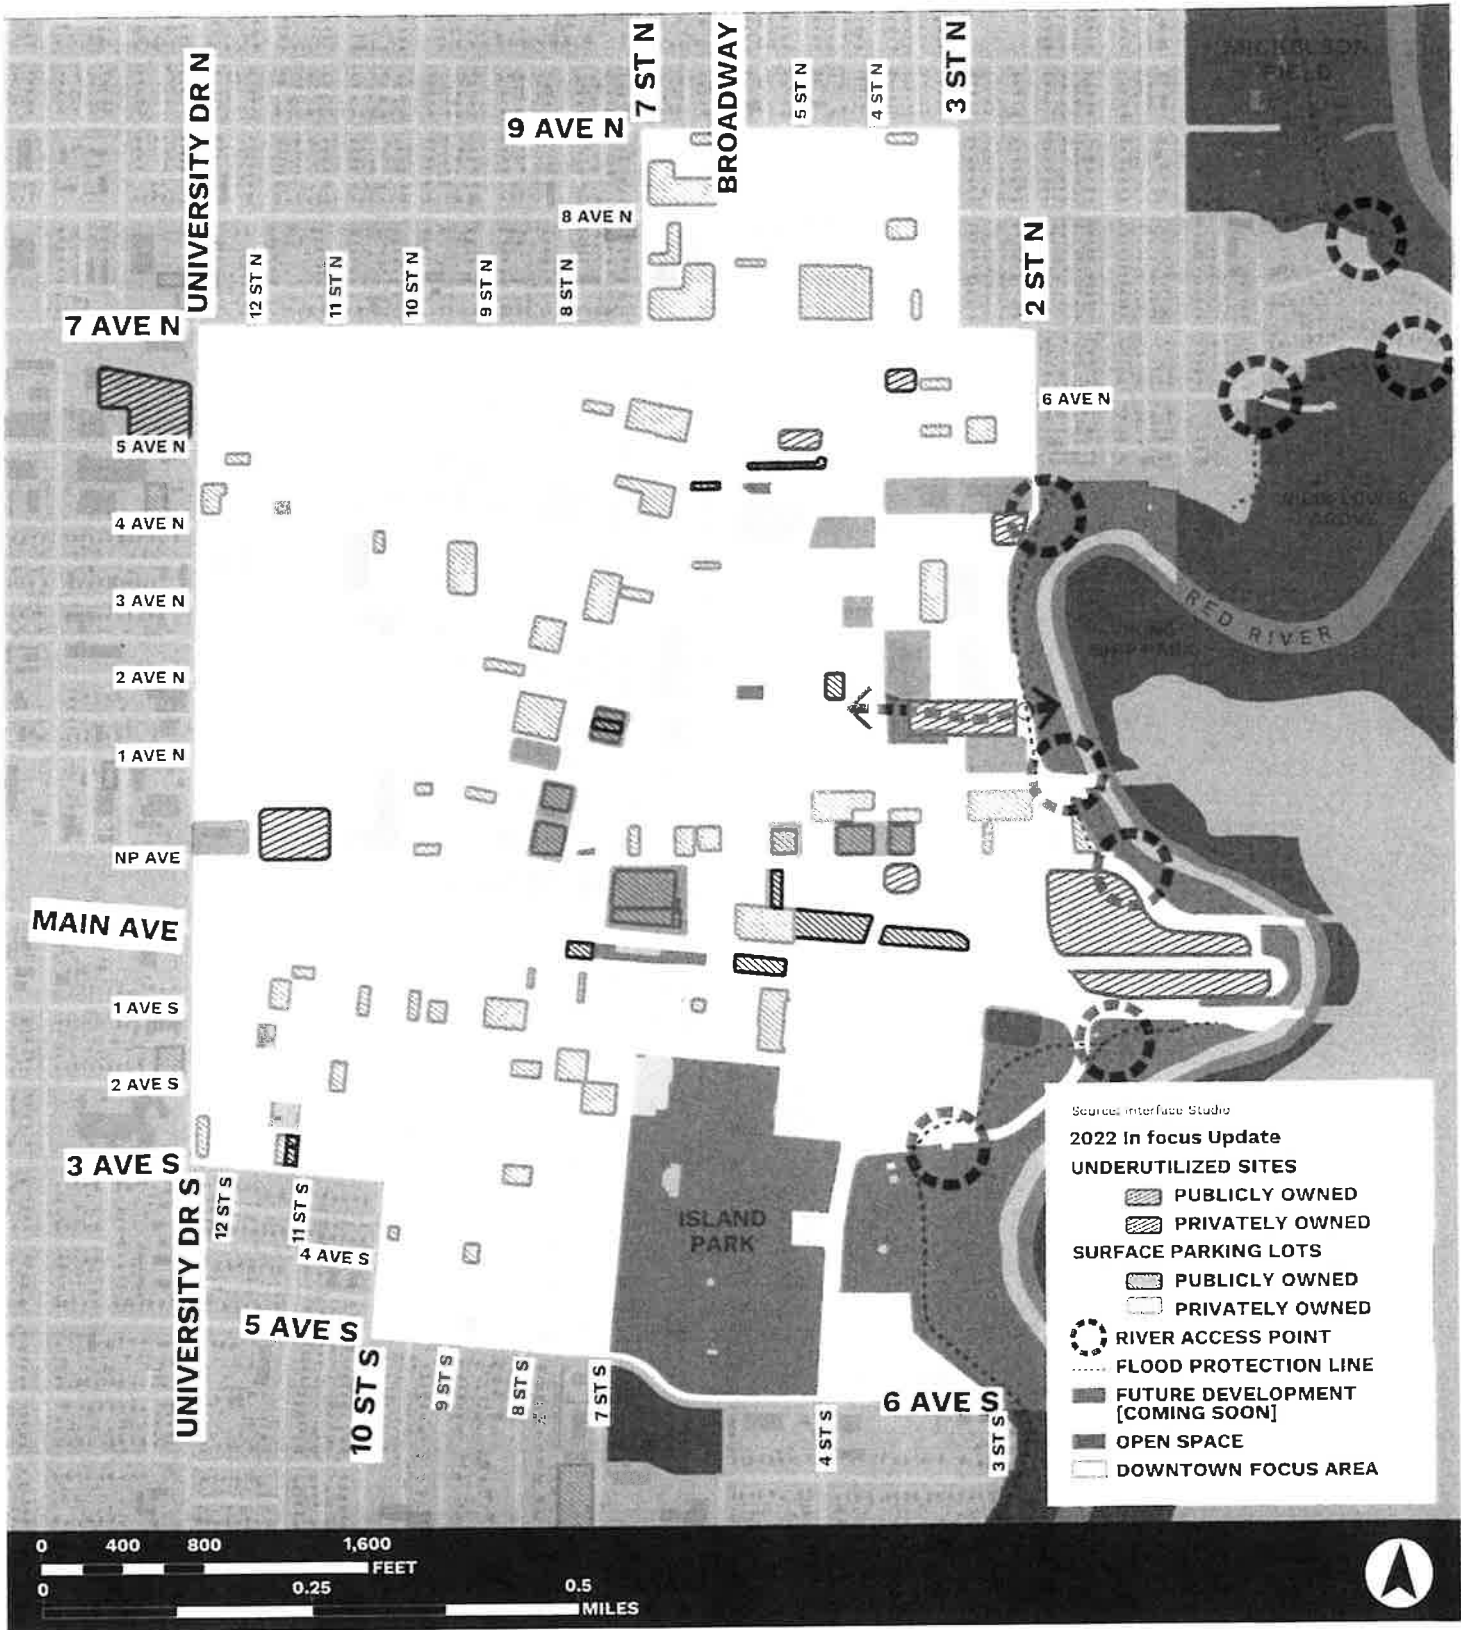 7 ST N
BROADWAY
5 ST N
4 ST N
3 ST N
MICKELSON
FIELD
UNIVERSITY DR N
9 AVE N
8 AVE N
2 ST N
12 ST N
11 ST N
10 ST N
9 ST N
8 ST N
7 AVE N
6 AVE N
5 AVE N
WILDFLOWER
GROVE
4 AVE N
3 AVE N
RED RIVER
2 AVE N
1 AVE N
NP AVE
MAIN AVE
1 AVE S
2 AVE S
3 AVE S
UNIVERSITY DR S
12 ST S
11 ST S
4 AVE S
ISLAND
PARK
5 AVE S
10 ST S
9 ST S
8 ST S
7 ST S
6 AVE S
4 ST S
3 ST S
Source: Interface Studio
2022 In focus Update
UNDERUTILIZED SITES
PUBLICLY OWNED
PRIVATELY OWNED
SURFACE PARKING LOTS
PUBLICLY OWNED
PRIVATELY OWNED
RIVER ACCESS POINT
FLOOD PROTECTION LINE
FUTURE DEVELOPMENT
[COMING SOON]
OPEN SPACE
DOWNTOWN FOCUS AREA
0 400 800 1,600
FEET
0 0.25 0.5
MILES